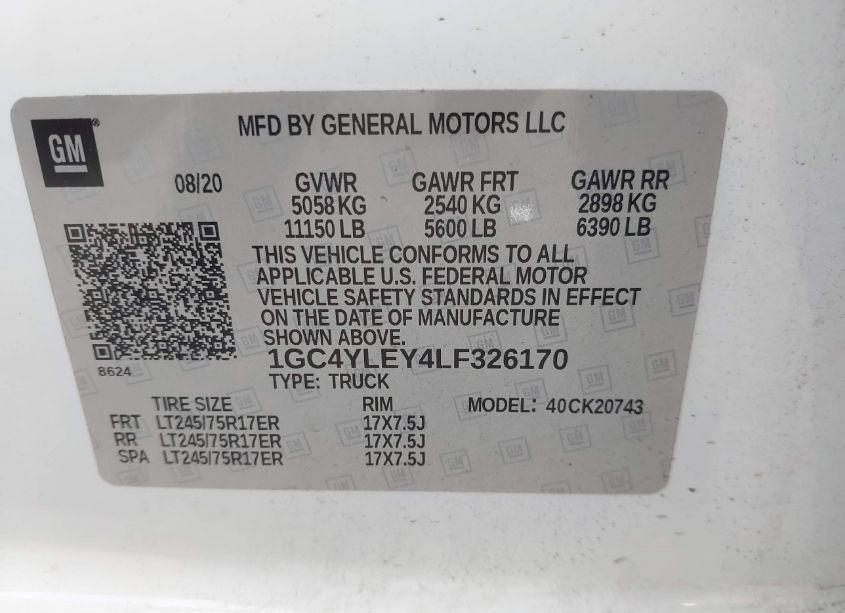 GM
MFD BY GENERAL MOTORS LLC
08/20 GVWR GAWR FRT GAWR RR
5058 KG 2540 KG 2898 KG
11150 LB 5600 LB 6390 LB
THIS VEHICLE CONFORMS TO ALL
APPLICABLE U.S. FEDERAL MOTOR
VEHICLE SAFETY STANDARDS IN EFFECT
ON THE DATE OF MANUFACTURE
SHOWN ABOVE.
1GC4YLEY4LF326170
8624
TYPE: TRUCK
TIRE SIZE RIM MODEL: 40CK20743
FRT LT245/75R17ER 17X7.5J
RR LT245/75R17ER 17X7.5J
SPA LT245/75R17ER 17X7.5J